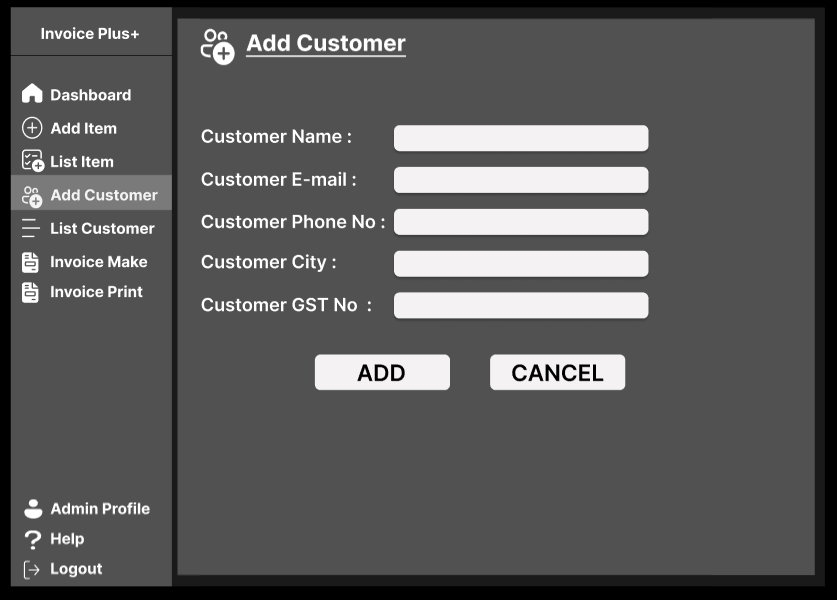 Invoice Plus+
Dashboard
Add Item
List Item
Add Customer
List Customer
Invoice Make
Invoice Print
Admin Profile
Help
Logout
Add Customer
Customer Name :
Customer E-mail :
Customer Phone No :
Customer City :
Customer GST No :
ADD CANCEL